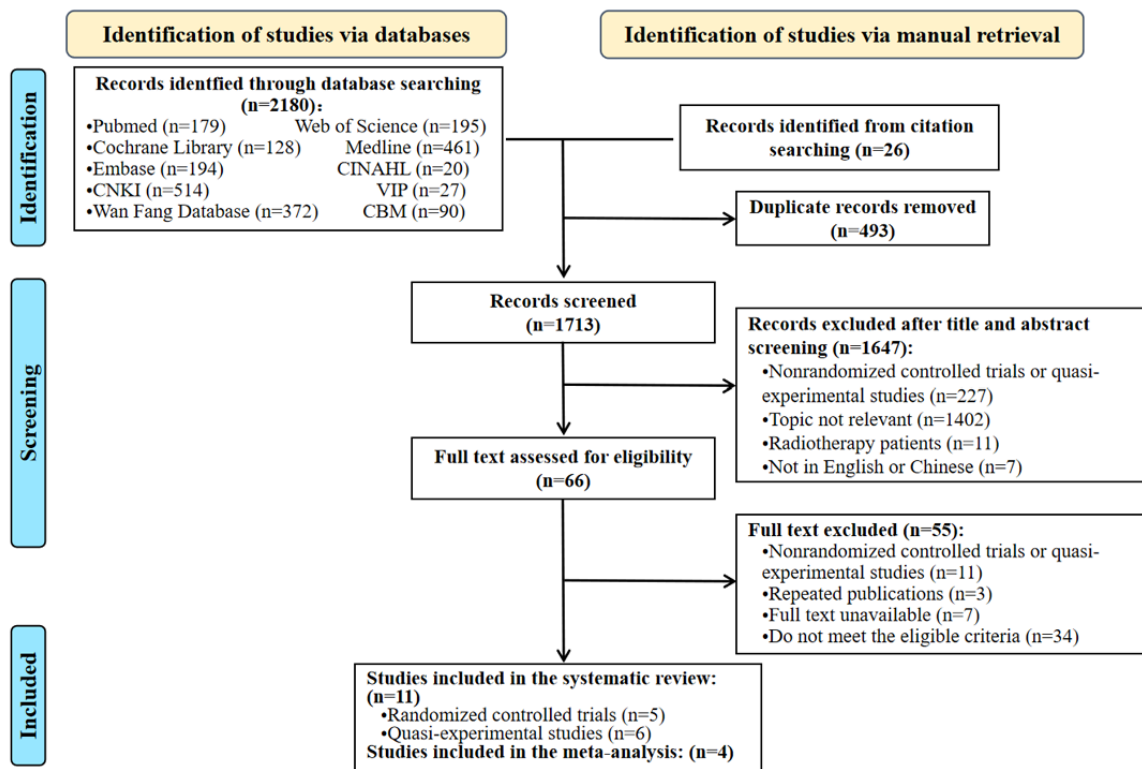 Identification of studies via databases
Identification of studies via manual retrieval
Identification
Records identfied through database searching
(n=2180):
•Pubmed (n=179) Web of Science (n=195)
•Cochrane Library (n=128) Medline (n=461)
•Embase (n=194) CINAHL (n=20)
•CNKI (n=514) VIP (n=27)
•Wan Fang Database (n=372) CBM (n=90)
Records identified from citation
searching (n=26)
Duplicate records removed
(n=493)
Screening
Records screened
(n=1713)
Records excluded after title and abstract
screening (n=1647):
•Nonrandomized controlled trials or quasi-
experimental studies (n=227)
•Topic not relevant (n=1402)
•Radiotherapy patients (n=11)
•Not in English or Chinese (n=7)
Full text assessed for eligibility
(n=66)
Full text excluded (n=55):
•Nonrandomized controlled trials or quasi-
experimental studies (n=11)
•Repeated publications (n=3)
•Full text unavailable (n=7)
•Do not meet the eligible criteria (n=34)
Included
Studies included in the systematic review:
(n=11)
•Randomized controlled trials (n=5)
•Quasi-experimental studies (n=6)
Studies included in the meta-analysis: (n=4)